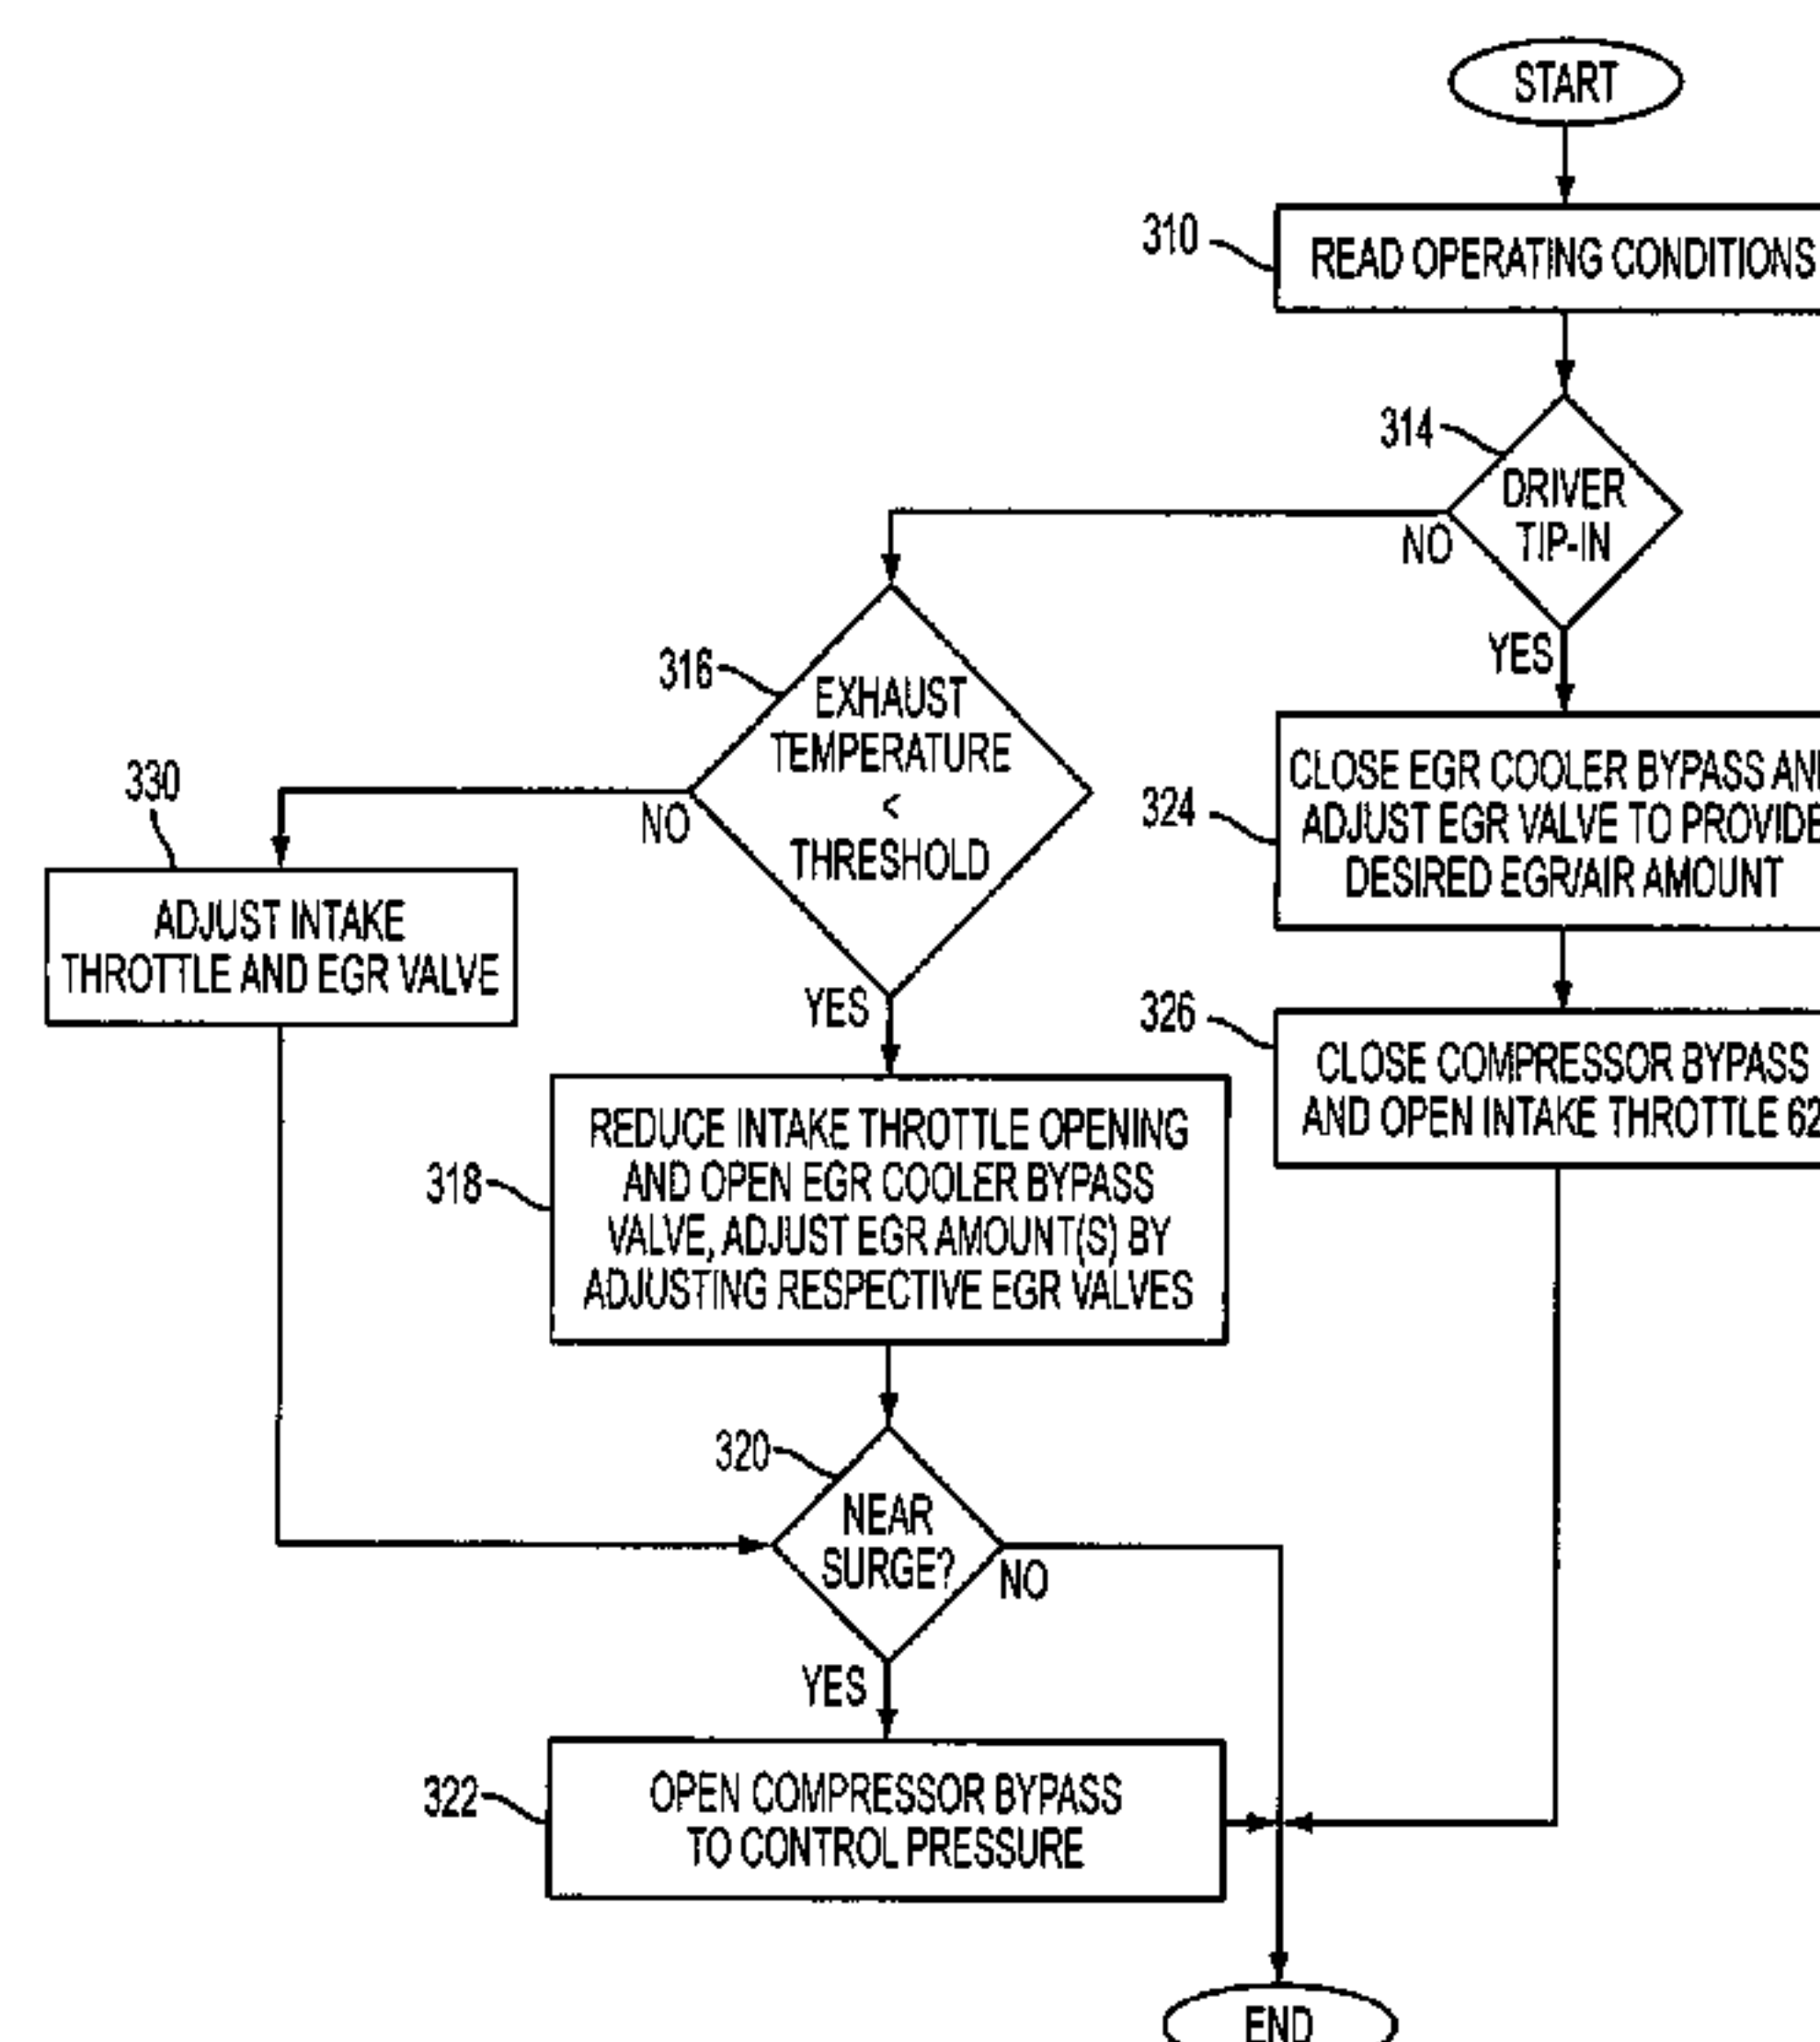 START
310
READ OPERATING CONDITIONS
314
DRIVER
TIP-IN
NO
YES
316
EXHAUST
TEMPERATURE
<
THRESHOLD
NO
YES
330
ADJUST INTAKE
THROTTLE AND EGR VALVE
324
CLOSE EGR COOLER BYPASS
ADJUST EGR VALVE TO PROVIDE
DESIRED EGR/AIR AMOUNT
326
CLOSE COMPRESSOR BYPASS
AND OPEN INTAKE THROTTLE 62
318
REDUCE INTAKE THROTTLE OPENING
AND OPEN EGR COOLER BYPASS
VALVE, ADJUST EGR AMOUNT(S) BY
ADJUSTING RESPECTIVE EGR VALVES
320
NEAR
SURGE?
NO
YES
322
OPEN COMPRESSOR BYPASS
TO CONTROL PRESSURE
END